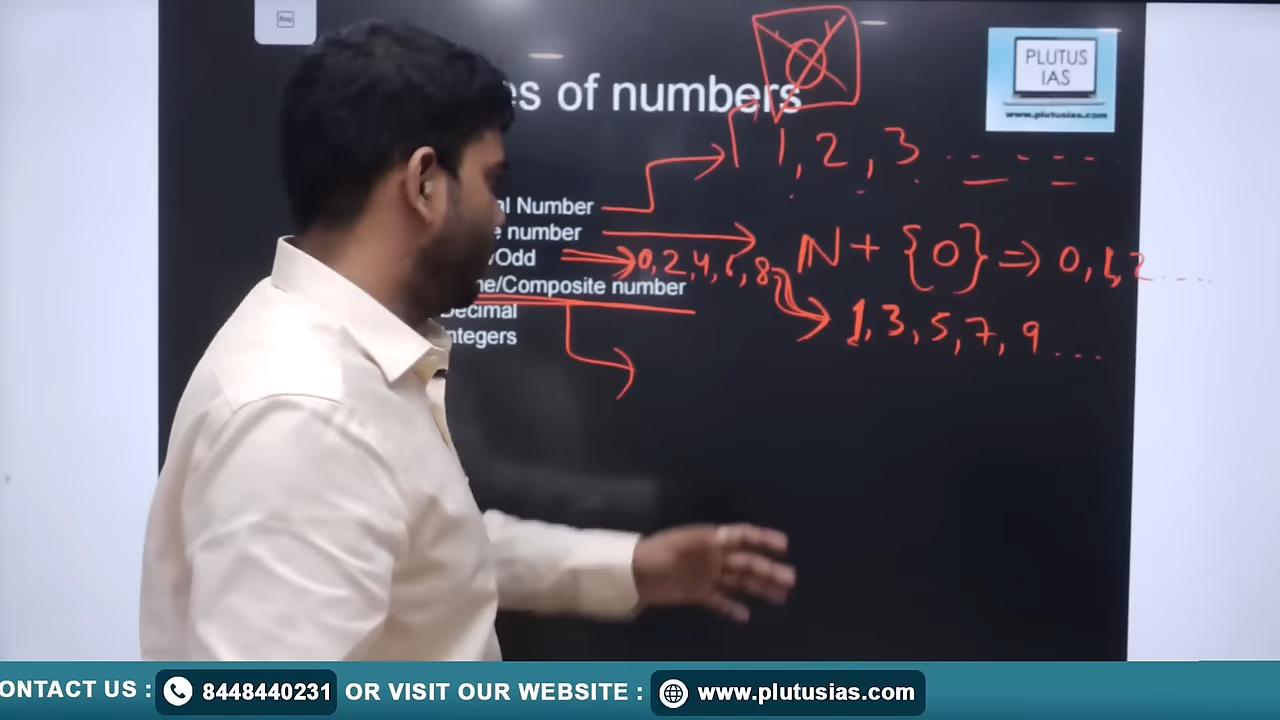 es of numbers
PLUTUS
IAS
www.plutusias.com
1, 2, 3 ------
al Number
e number
N + {0} ⇒ 0, 1, 2 ....
/Odd
0, 2, 4, 6, 8
me/Composite number
1, 3, 5, 7, 9 ...
Decimal
Integers
ONTACT US : 8448440231 OR VISIT OUR WEBSITE : www.plutusias.com